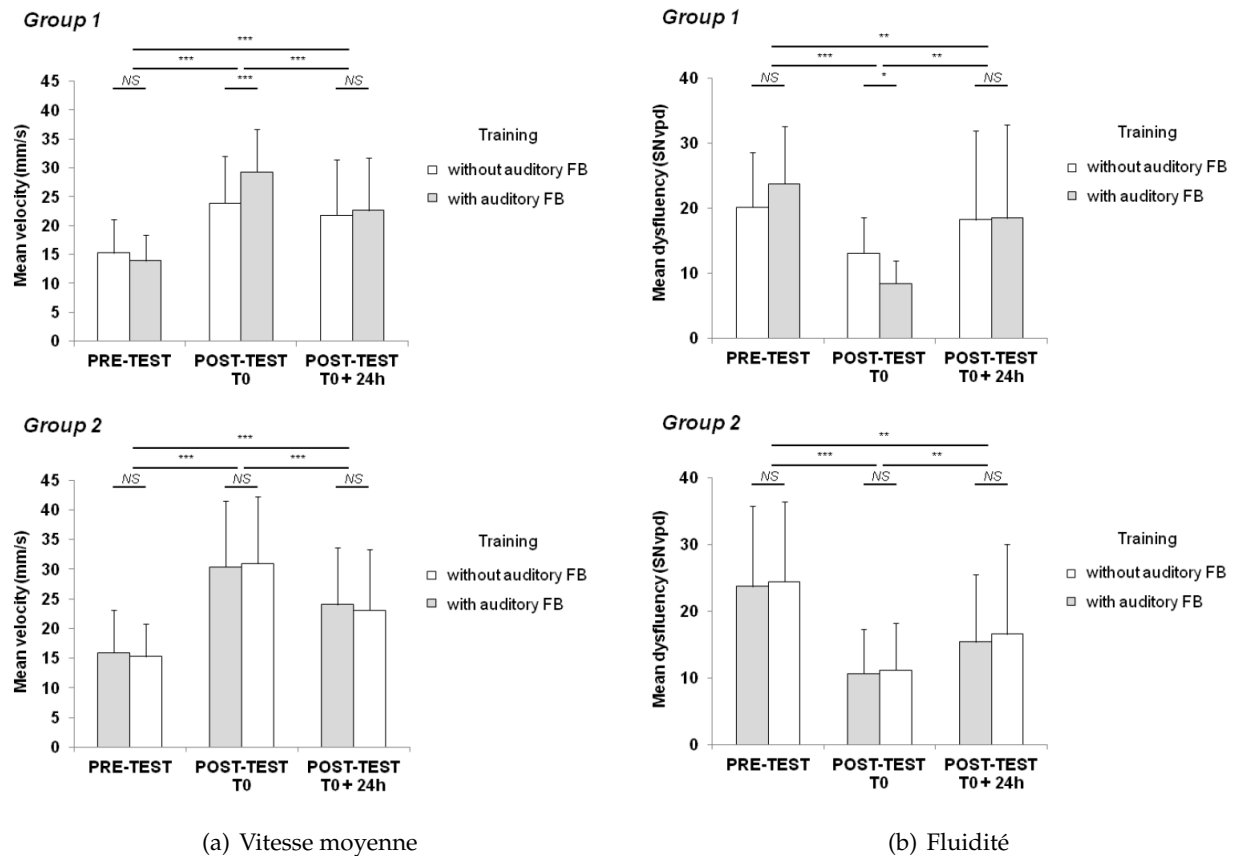 Group 1
***
***
***
NS
***
NS
Mean velocity (mm/s)
45
40
35
30
25
20
15
10
5
0
PRE-TEST
POST-TEST
T0
POST-TEST
T0 + 24h
Training
without auditory FB
with auditory FB
Group 1
**
***
**
NS
*
NS
Mean dysfluency (SNvpd)
40
30
20
10
0
PRE-TEST
POST-TEST
T0
POST-TEST
T0 + 24h
Training
without auditory FB
with auditory FB
Group 2
***
***
***
NS
NS
NS
Mean velocity (mm/s)
45
40
35
30
25
20
15
10
5
0
PRE-TEST
POST-TEST
T0
POST-TEST
T0 + 24h
Training
without auditory FB
with auditory FB
Group 2
**
***
**
NS
NS
NS
Mean dysfluency (SNvpd)
40
30
20
10
0
PRE-TEST
POST-TEST
T0
POST-TEST
T0 + 24h
Training
without auditory FB
with auditory FB
(a) Vitesse moyenne
(b) Fluidité